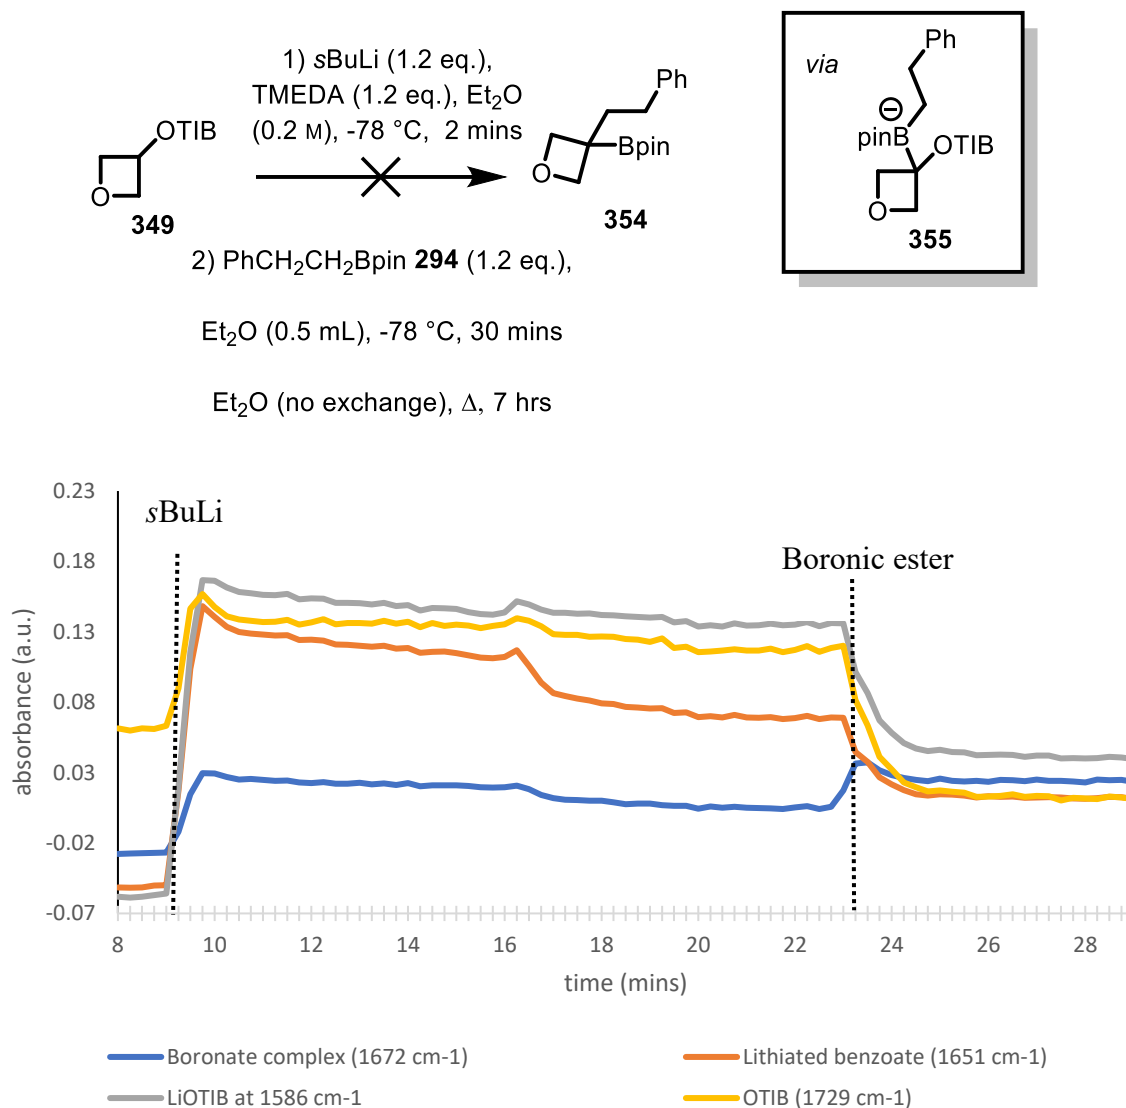 1) sBuLi (1.2 eq.),
TMEDA (1.2 eq.), Et₂O
(0.2 M), -78 °C, 2 mins
OTIB
O
349
Ph
Bpin
O
354
via
Ph
⊖
pinB
OTIB
O
355
2) PhCH₂CH₂Bpin 294 (1.2 eq.),
Et₂O (0.5 mL), -78 °C, 30 mins
Et₂O (no exchange), Δ, 7 hrs
sBuLi
Boronic ester
absorbance (a.u.)
0.23
0.18
0.13
0.08
0.03
-0.02
-0.07
8 10 12 14 16 18 20 22 24 26 28
time (mins)
Boronate complex (1672 cm-1)
Lithiated benzoate (1651 cm-1)
LiOTIB at 1586 cm-1
OTIB (1729 cm-1)